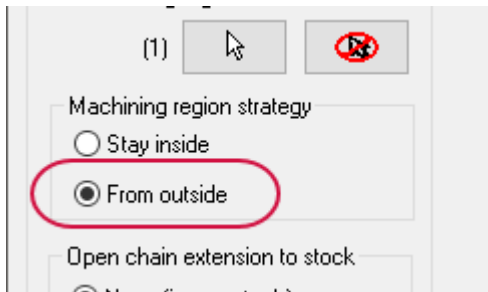 (1)
Machining region strategy
Stay inside
From outside
Open chain extension to stock